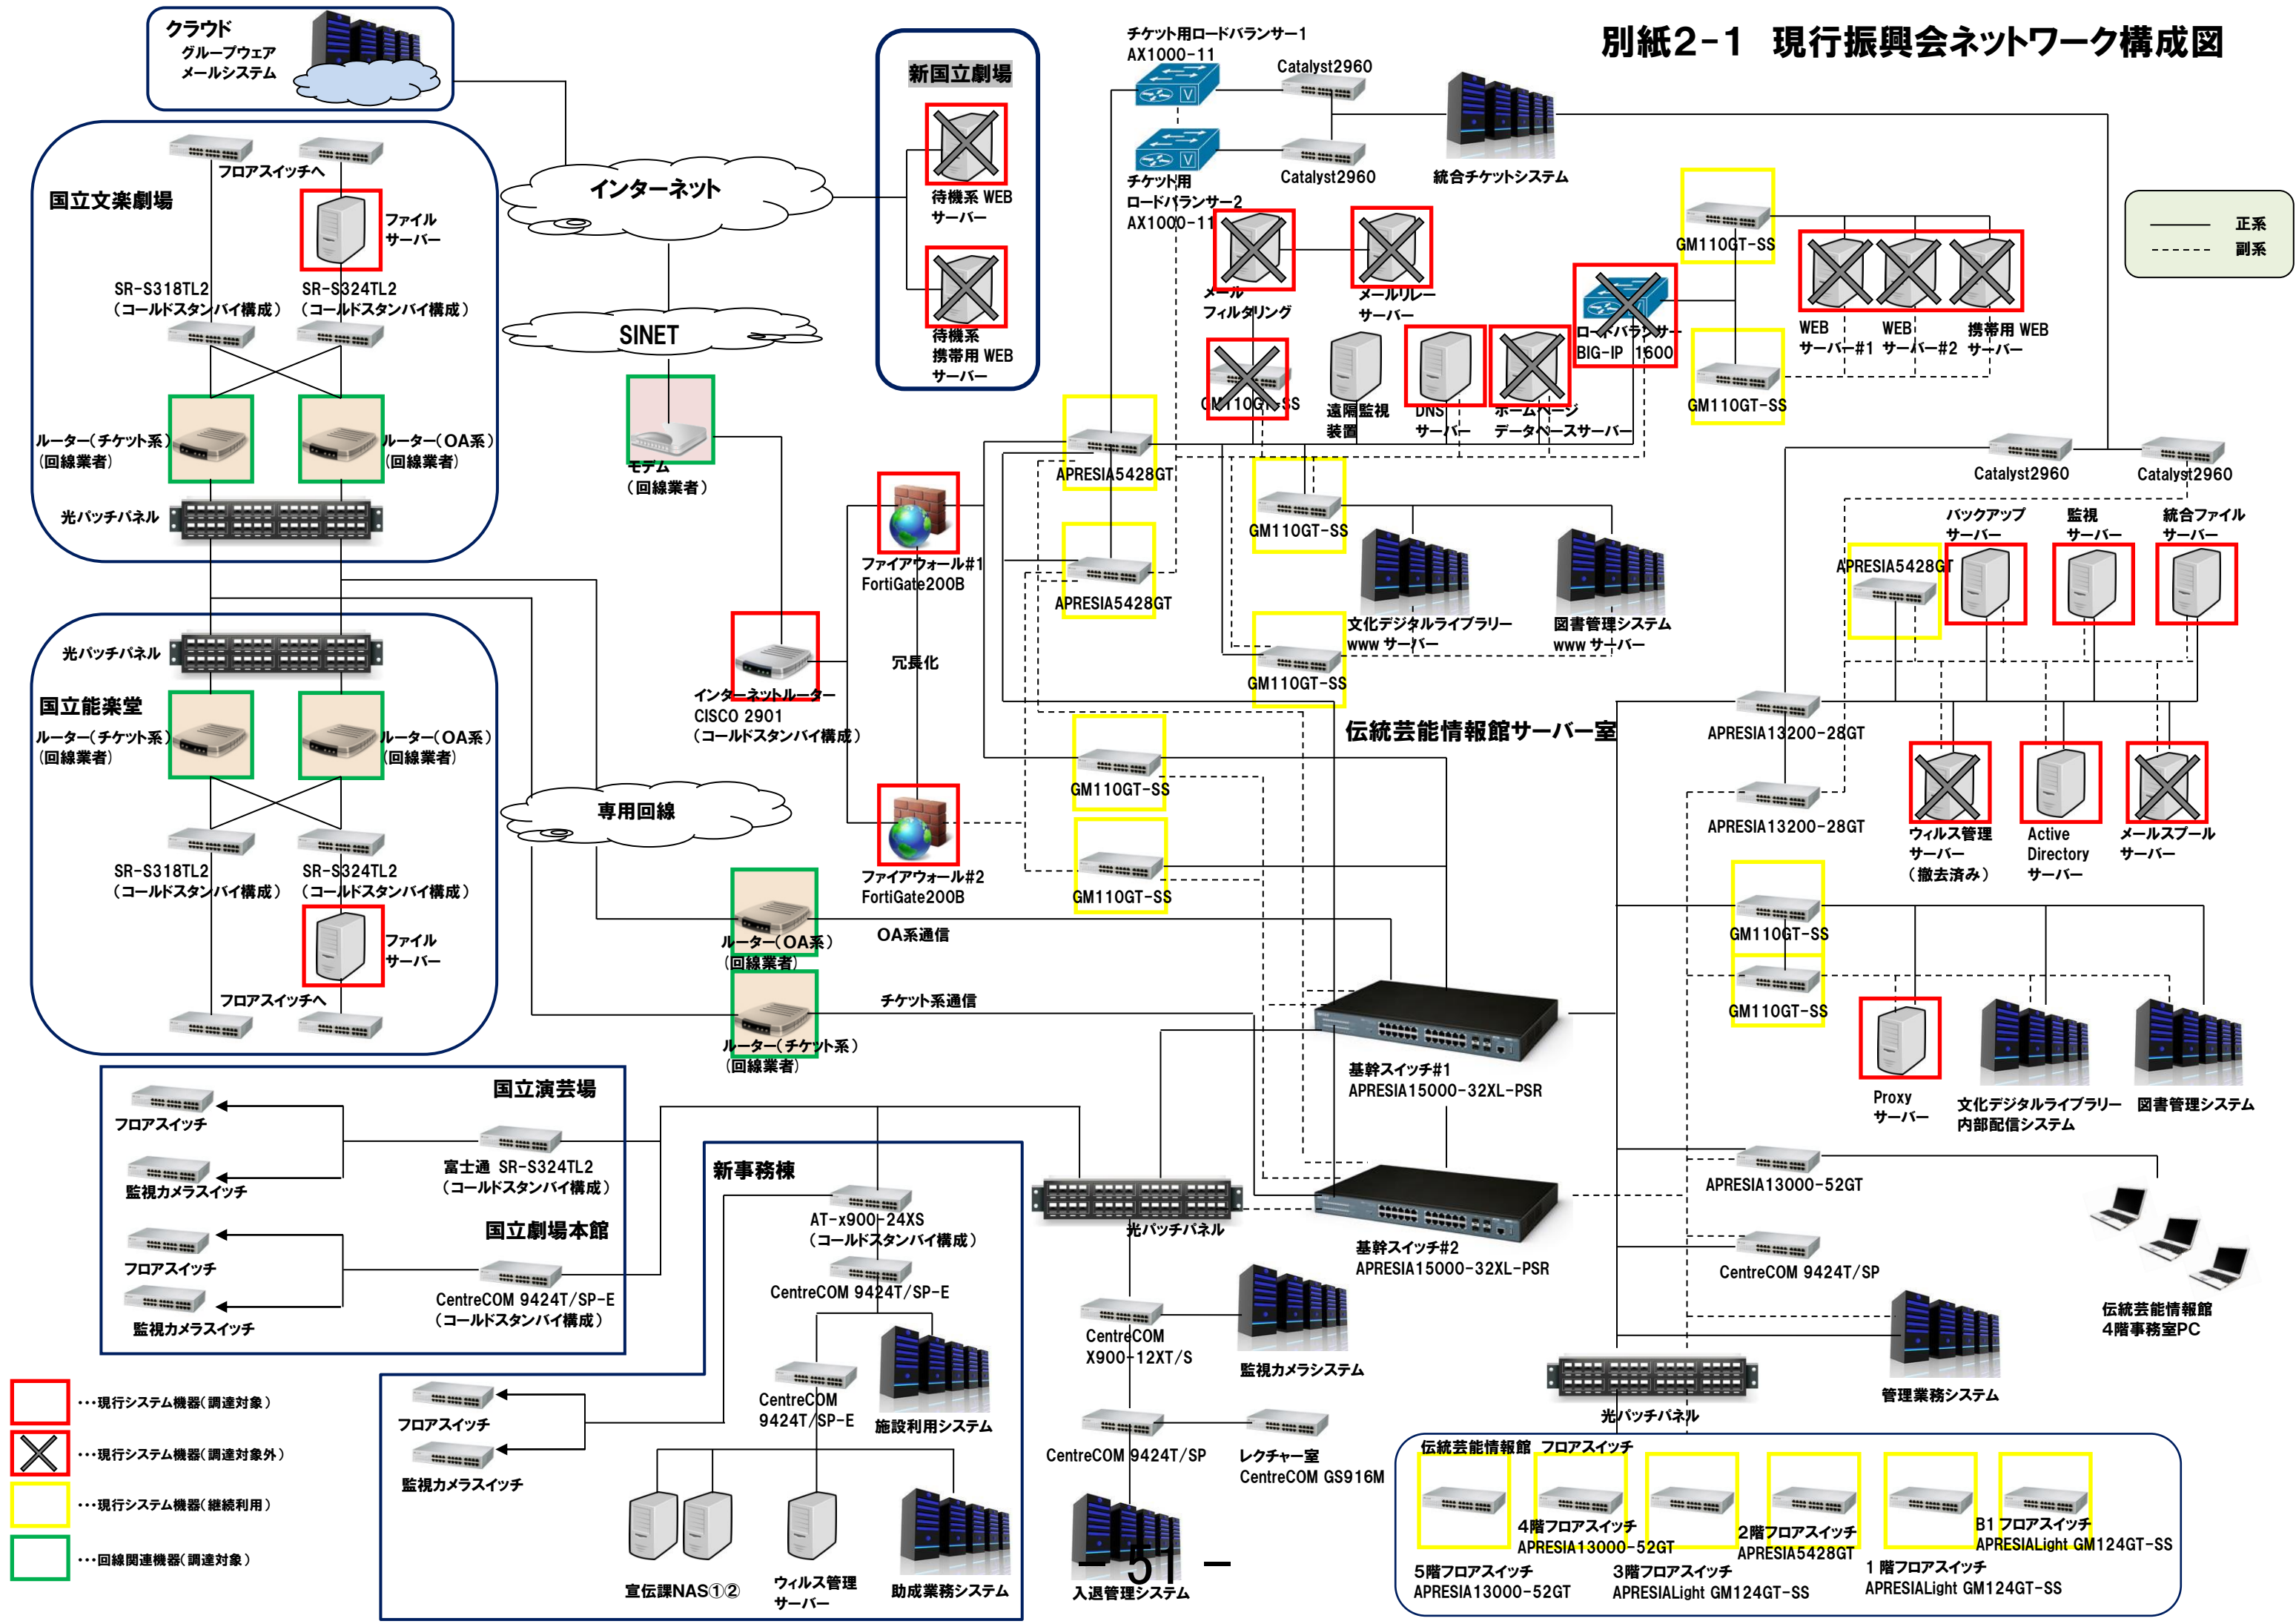 別紙2-1 現行振興会ネットワーク構成図
クラウド
グループウェア
メールシステム
新国立劇場
待機系 WEB
サーバー
待機系
携帯用 WEB
サーバー
インターネット
SINET
モデム
（回線業者）
国立文楽劇場
フロアスイッチへ
ファイル
サーバー
SR-S318TL2
（コールドスタンバイ構成）
SR-S324TL2
（コールドスタンバイ構成）
ルーター（チケット系）
(回線業者)
ルーター（OA系）
(回線業者)
光パッチパネル
光パッチパネル
国立能楽堂
ルーター（チケット系）
(回線業者)
ルーター（OA系）
(回線業者)
SR-S318TL2
（コールドスタンバイ構成）
SR-S324TL2
（コールドスタンバイ構成）
ファイル
サーバー
フロアスイッチへ
チケット用ロードバランサー1
AX1000-11
Catalyst2960
チケット用
ロードバランサー2
AX1000-11
Catalyst2960
統合チケットシステム
メール
フィルタリング
メールリレー
サーバー
GM110GT-SS
遠隔監視
装置
DNS
サーバー
ホームページ
データベースサーバー
ロードバランサー
BIG-IP 1600
GM110GT-SS
GM110GT-SS
WEB
サーバー#1
WEB
サーバー#2
携帯用 WEB
サーバー
正系
副系
APRESIA5428GT
APRESIA5428GT
GM110GT-SS
GM110GT-SS
文化デジタルライブラリー
www サーバー
図書管理システム
www サーバー
Catalyst2960
Catalyst2960
バックアップ
サーバー
監視
サーバー
統合ファイル
サーバー
APRESIA5428GT
ファイアウォール#1
FortiGate200B
冗長化
インターネットルーター
CISCO 2901
（コールドスタンバイ構成）
ファイアウォール#2
FortiGate200B
GM110GT-SS
GM110GT-SS
伝統芸能情報館サーバー室
APRESIA13200-28GT
APRESIA13200-28GT
ウィルス管理
サーバー
（撤去済み）
Active
Directory
サーバー
メールスプール
サーバー
専用回線
ルーター（OA系）
(回線業者)
OA系通信
ルーター（チケット系）
(回線業者)
チケット系通信
GM110GT-SS
GM110GT-SS
Proxy
サーバー
文化デジタルライブラリー
内部配信システム
図書管理システム
基幹スイッチ#1
APRESIA15000-32XL-PSR
基幹スイッチ#2
APRESIA15000-32XL-PSR
光パッチパネル
APRESIA13000-52GT
CentreCOM 9424T/SP
伝統芸能情報館
4階事務室PC
管理業務システム
光パッチパネル
国立演芸場
フロアスイッチ
監視カメラスイッチ
富士通 SR-S324TL2
（コールドスタンバイ構成）
国立劇場本館
フロアスイッチ
監視カメラスイッチ
CentreCOM 9424T/SP-E
（コールドスタンバイ構成）
新事務棟
AT-x900-24XS
（コールドスタンバイ構成）
CentreCOM 9424T/SP-E
CentreCOM
9424T/SP-E
施設利用システム
フロアスイッチ
監視カメラスイッチ
宣伝課NAS①②
ウィルス管理
サーバー
助成業務システム
CentreCOM
X900-12XT/S
監視カメラシステム
CentreCOM 9424T/SP
レクチャー室
CentreCOM GS916M
入退管理システム
伝統芸能情報館 フロアスイッチ
5階フロアスイッチ
APRESIA13000-52GT
4階フロアスイッチ
APRESIA13000-52GT
3階フロアスイッチ
APRESIALight GM124GT-SS
2階フロアスイッチ
APRESIA5428GT
1 階フロアスイッチ
APRESIALight GM124GT-SS
B1 フロアスイッチ
APRESIALight GM124GT-SS
･･･現行システム機器（調達対象）
･･･現行システム機器（調達対象外）
･･･現行システム機器（継続利用）
･･･回線関連機器（調達対象）
- 51 -